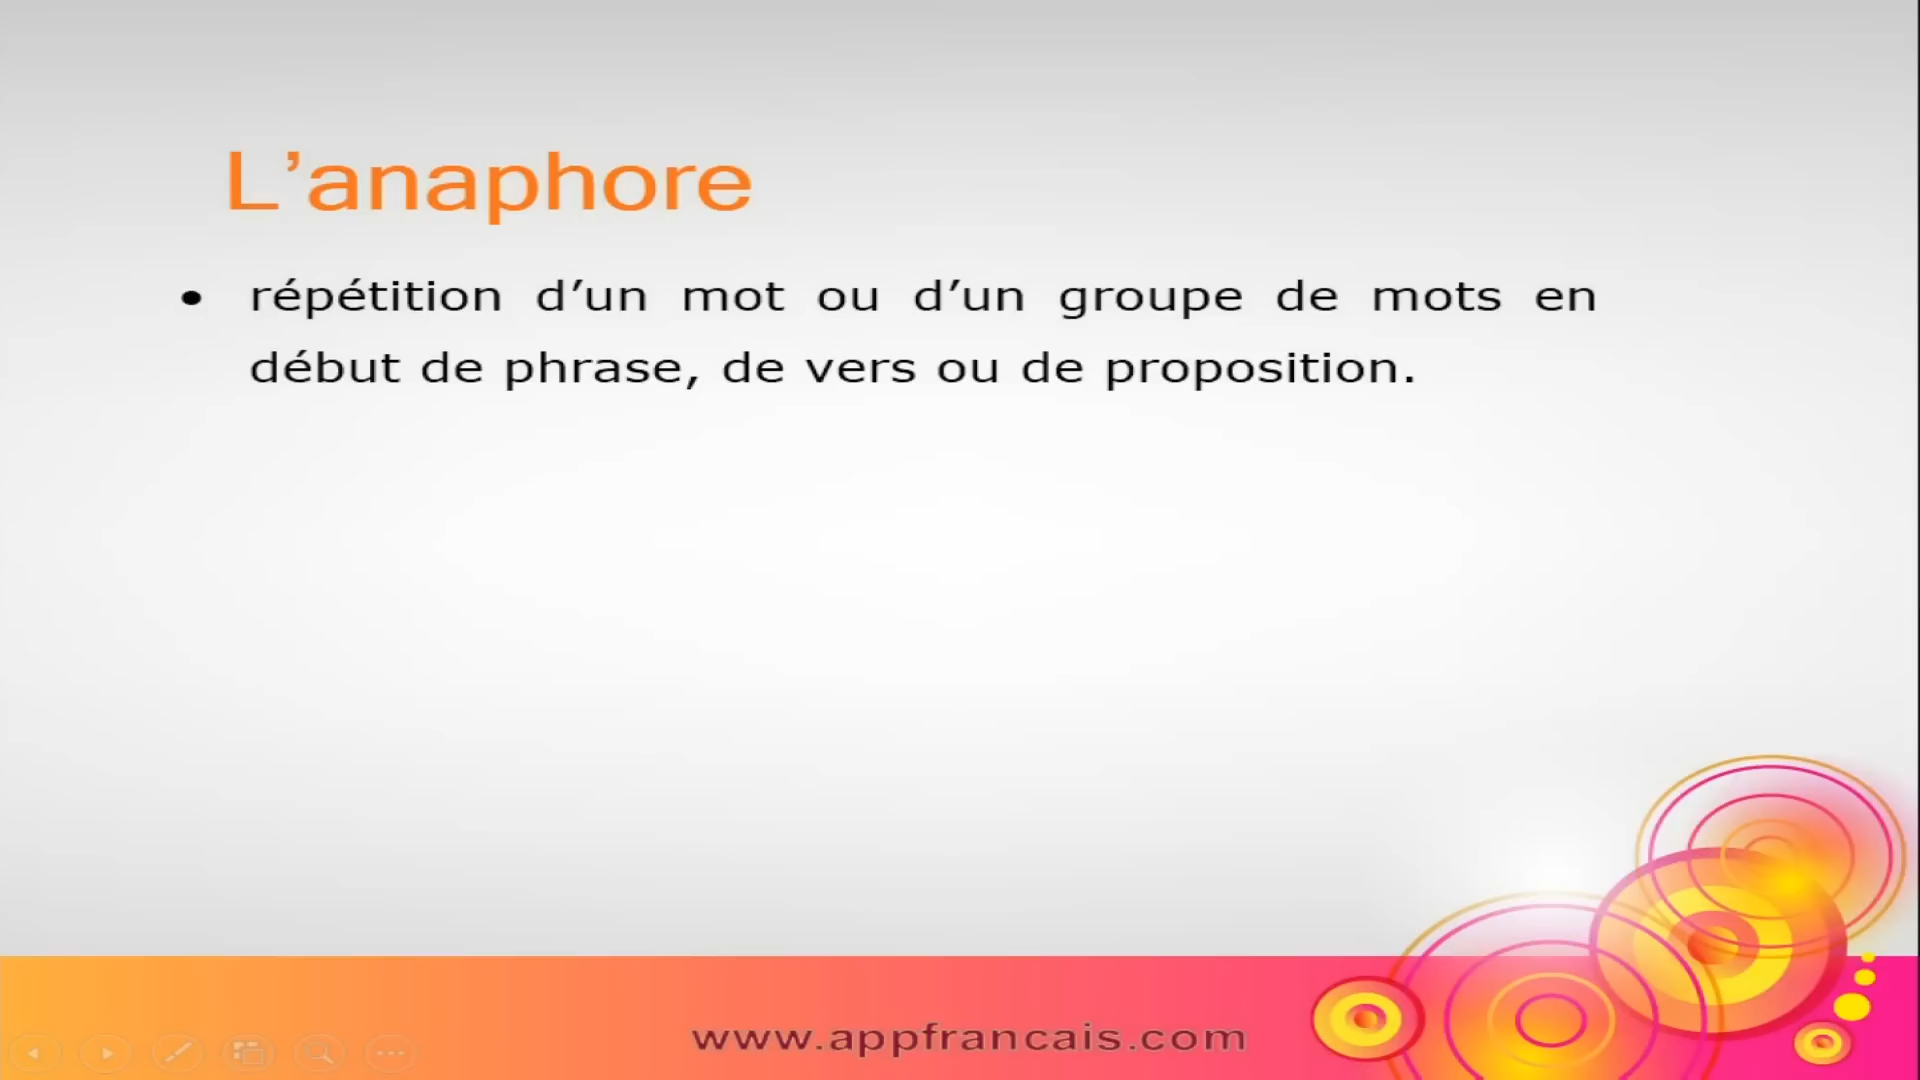 L’anaphore
• répétition d’un mot ou d’un groupe de mots en
début de phrase, de vers ou de proposition.
www.appfrancais.com